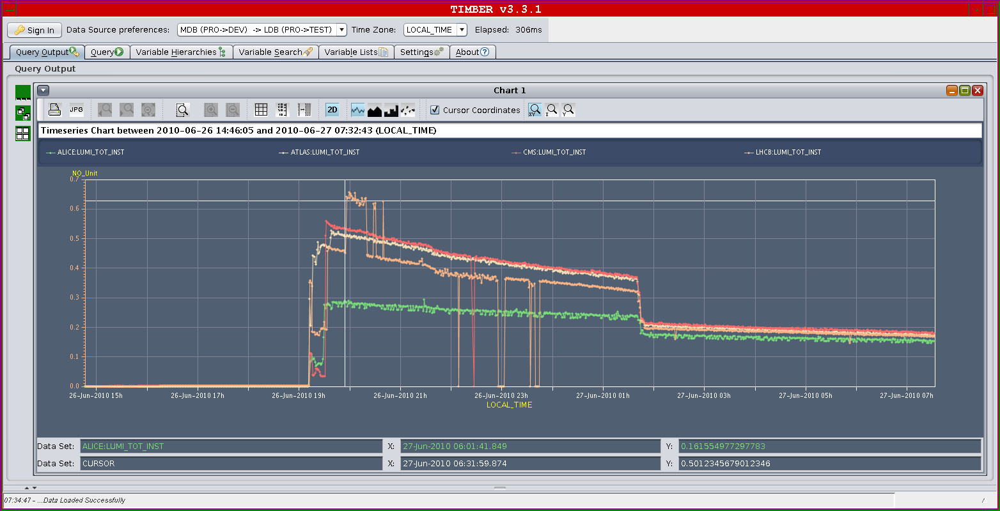 TIMBER v3.3.1
Sign In Data Source preferences: MDB (PRO->DEV) -> LDB (PRO->TEST) Time Zone: LOCAL_TIME Elapsed: 306ms
Query Output Query Variable Hierarchies Variable Search Variable Lists Settings About
Query Output
Chart 1
JPG 2D Cursor Coordinates XY X Y
Timeseries Chart between 2010-06-26 14:46:05 and 2010-06-27 07:32:43 (LOCAL_TIME)
ALICE:LUMI_TOT_INST ATLAS:LUMI_TOT_INST CMS:LUMI_TOT_INST LHCB:LUMI_TOT_INST
NO_Unit
0.7
0.6
0.5
0.4
0.3
0.2
0.1
0.0
26-Jun-2010 15h 26-Jun-2010 17h 26-Jun-2010 19h 26-Jun-2010 21h 26-Jun-2010 23h 27-Jun-2010 01h 27-Jun-2010 03h 27-Jun-2010 05h 27-Jun-2010 07h
LOCAL_TIME
Data Set: ALICE:LUMI_TOT_INST X: 27-Jun-2010 06:01:41.849 Y: 0.161554977297783
Data Set: CURSOR X: 27-Jun-2010 06:31:59.874 Y: 0.5012345679012346
07:34:47 - ...Data Loaded Successfully